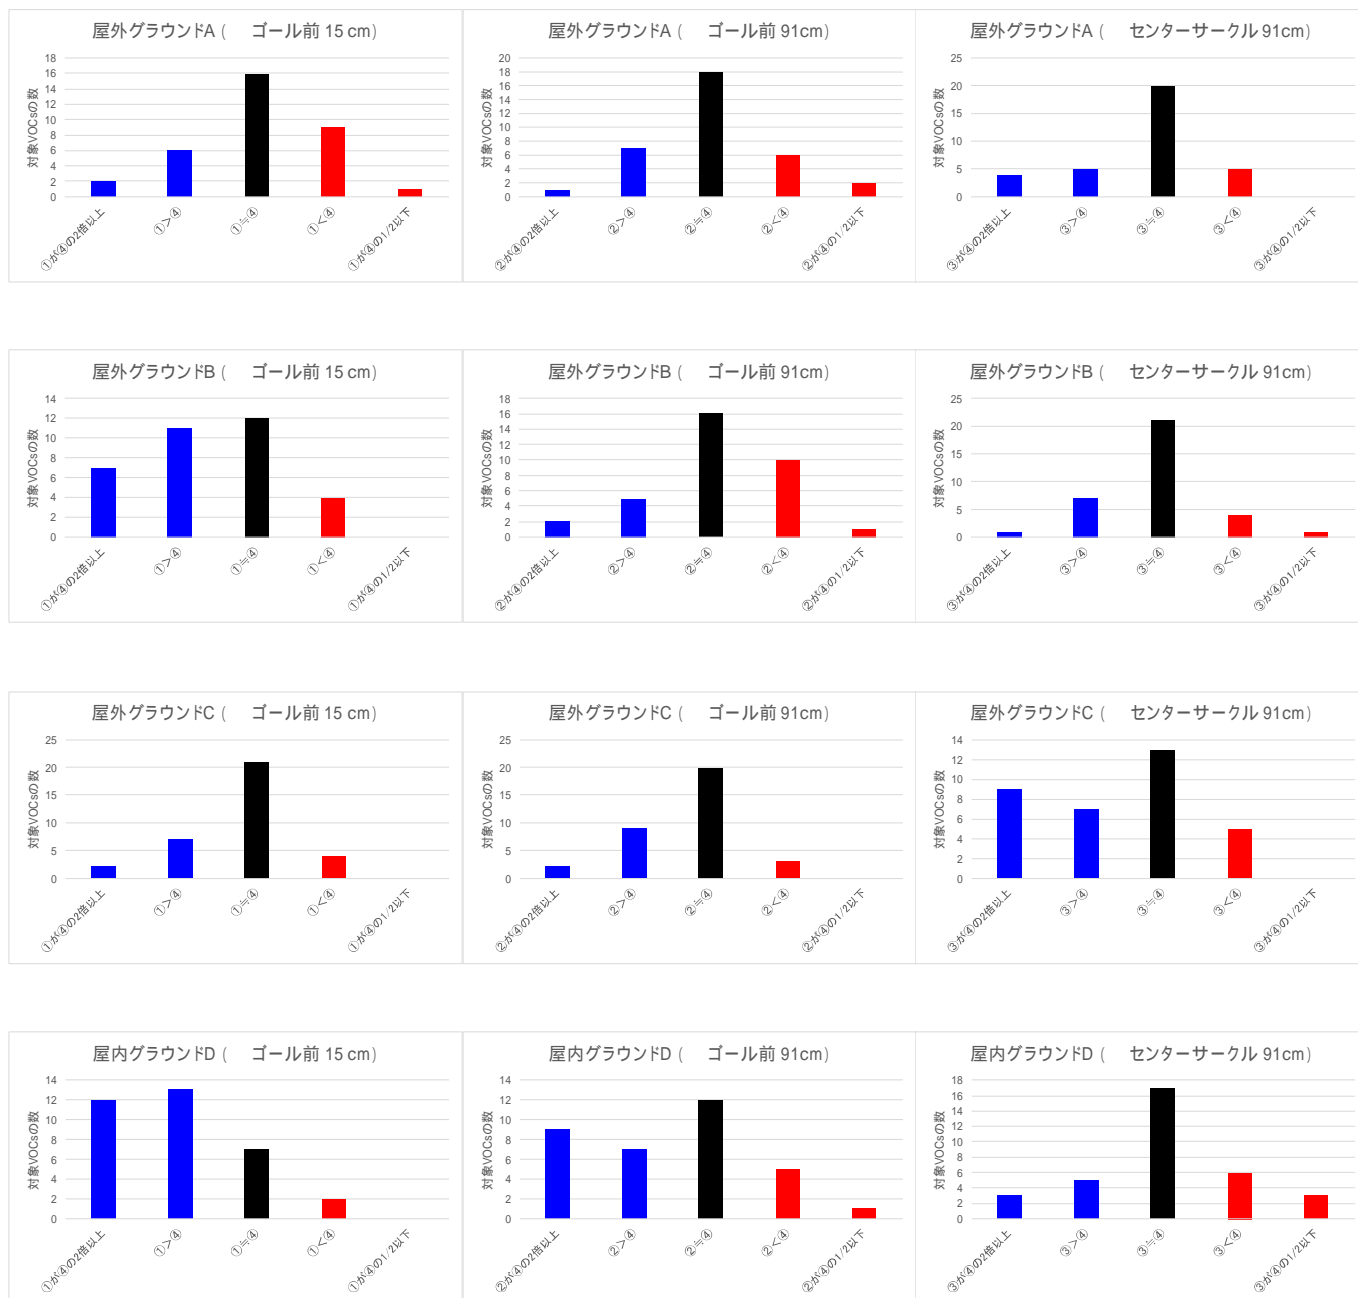 屋外グラウンドA ( ゴール前 15 cm)
対象VOCsの数
18
16
14
12
10
8
6
4
2
0
①が④の2倍以上
①＞④
①≒④
①＜④
①が④の1/2以下
屋外グラウンドA ( ゴール前 91cm)
対象VOCsの数
20
18
16
14
12
10
8
6
4
2
0
②が④の2倍以上
②＞④
②≒④
②＜④
②が④の1/2以下
屋外グラウンドA ( センターサークル 91cm)
対象VOCsの数
25
20
15
10
5
0
③が④の2倍以上
③＞④
③≒④
③＜④
③が④の1/2以下
屋外グラウンドB ( ゴール前 15 cm)
対象VOCsの数
14
12
10
8
6
4
2
0
①が④の2倍以上
①＞④
①≒④
①＜④
①が④の1/2以下
屋外グラウンドB ( ゴール前 91cm)
対象VOCsの数
18
16
14
12
10
8
6
4
2
0
②が④の2倍以上
②＞④
②≒④
②＜④
②が④の1/2以下
屋外グラウンドB ( センターサークル 91cm)
対象VOCsの数
25
20
15
10
5
0
③が④の2倍以上
③＞④
③≒④
③＜④
③が④の1/2以下
屋外グラウンドC ( ゴール前 15 cm)
対象VOCsの数
25
20
15
10
5
0
①が④の2倍以上
①＞④
①≒④
①＜④
①が④の1/2以下
屋外グラウンドC ( ゴール前 91cm)
対象VOCsの数
25
20
15
10
5
0
②が④の2倍以上
②＞④
②≒④
②＜④
②が④の1/2以下
屋外グラウンドC ( センターサークル 91cm)
対象VOCsの数
14
12
10
8
6
4
2
0
③が④の2倍以上
③＞④
③≒④
③＜④
③が④の1/2以下
屋内グラウンドD ( ゴール前 15 cm)
対象VOCsの数
14
12
10
8
6
4
2
0
①が④の2倍以上
①＞④
①≒④
①＜④
①が④の1/2以下
屋内グラウンドD ( ゴール前 91cm)
対象VOCsの数
14
12
10
8
6
4
2
0
②が④の2倍以上
②＞④
②≒④
②＜④
②が④の1/2以下
屋内グラウンドD ( センターサークル 91cm)
対象VOCsの数
18
16
14
12
10
8
6
4
2
0
③が④の2倍以上
③＞④
③≒④
③＜④
③が④の1/2以下